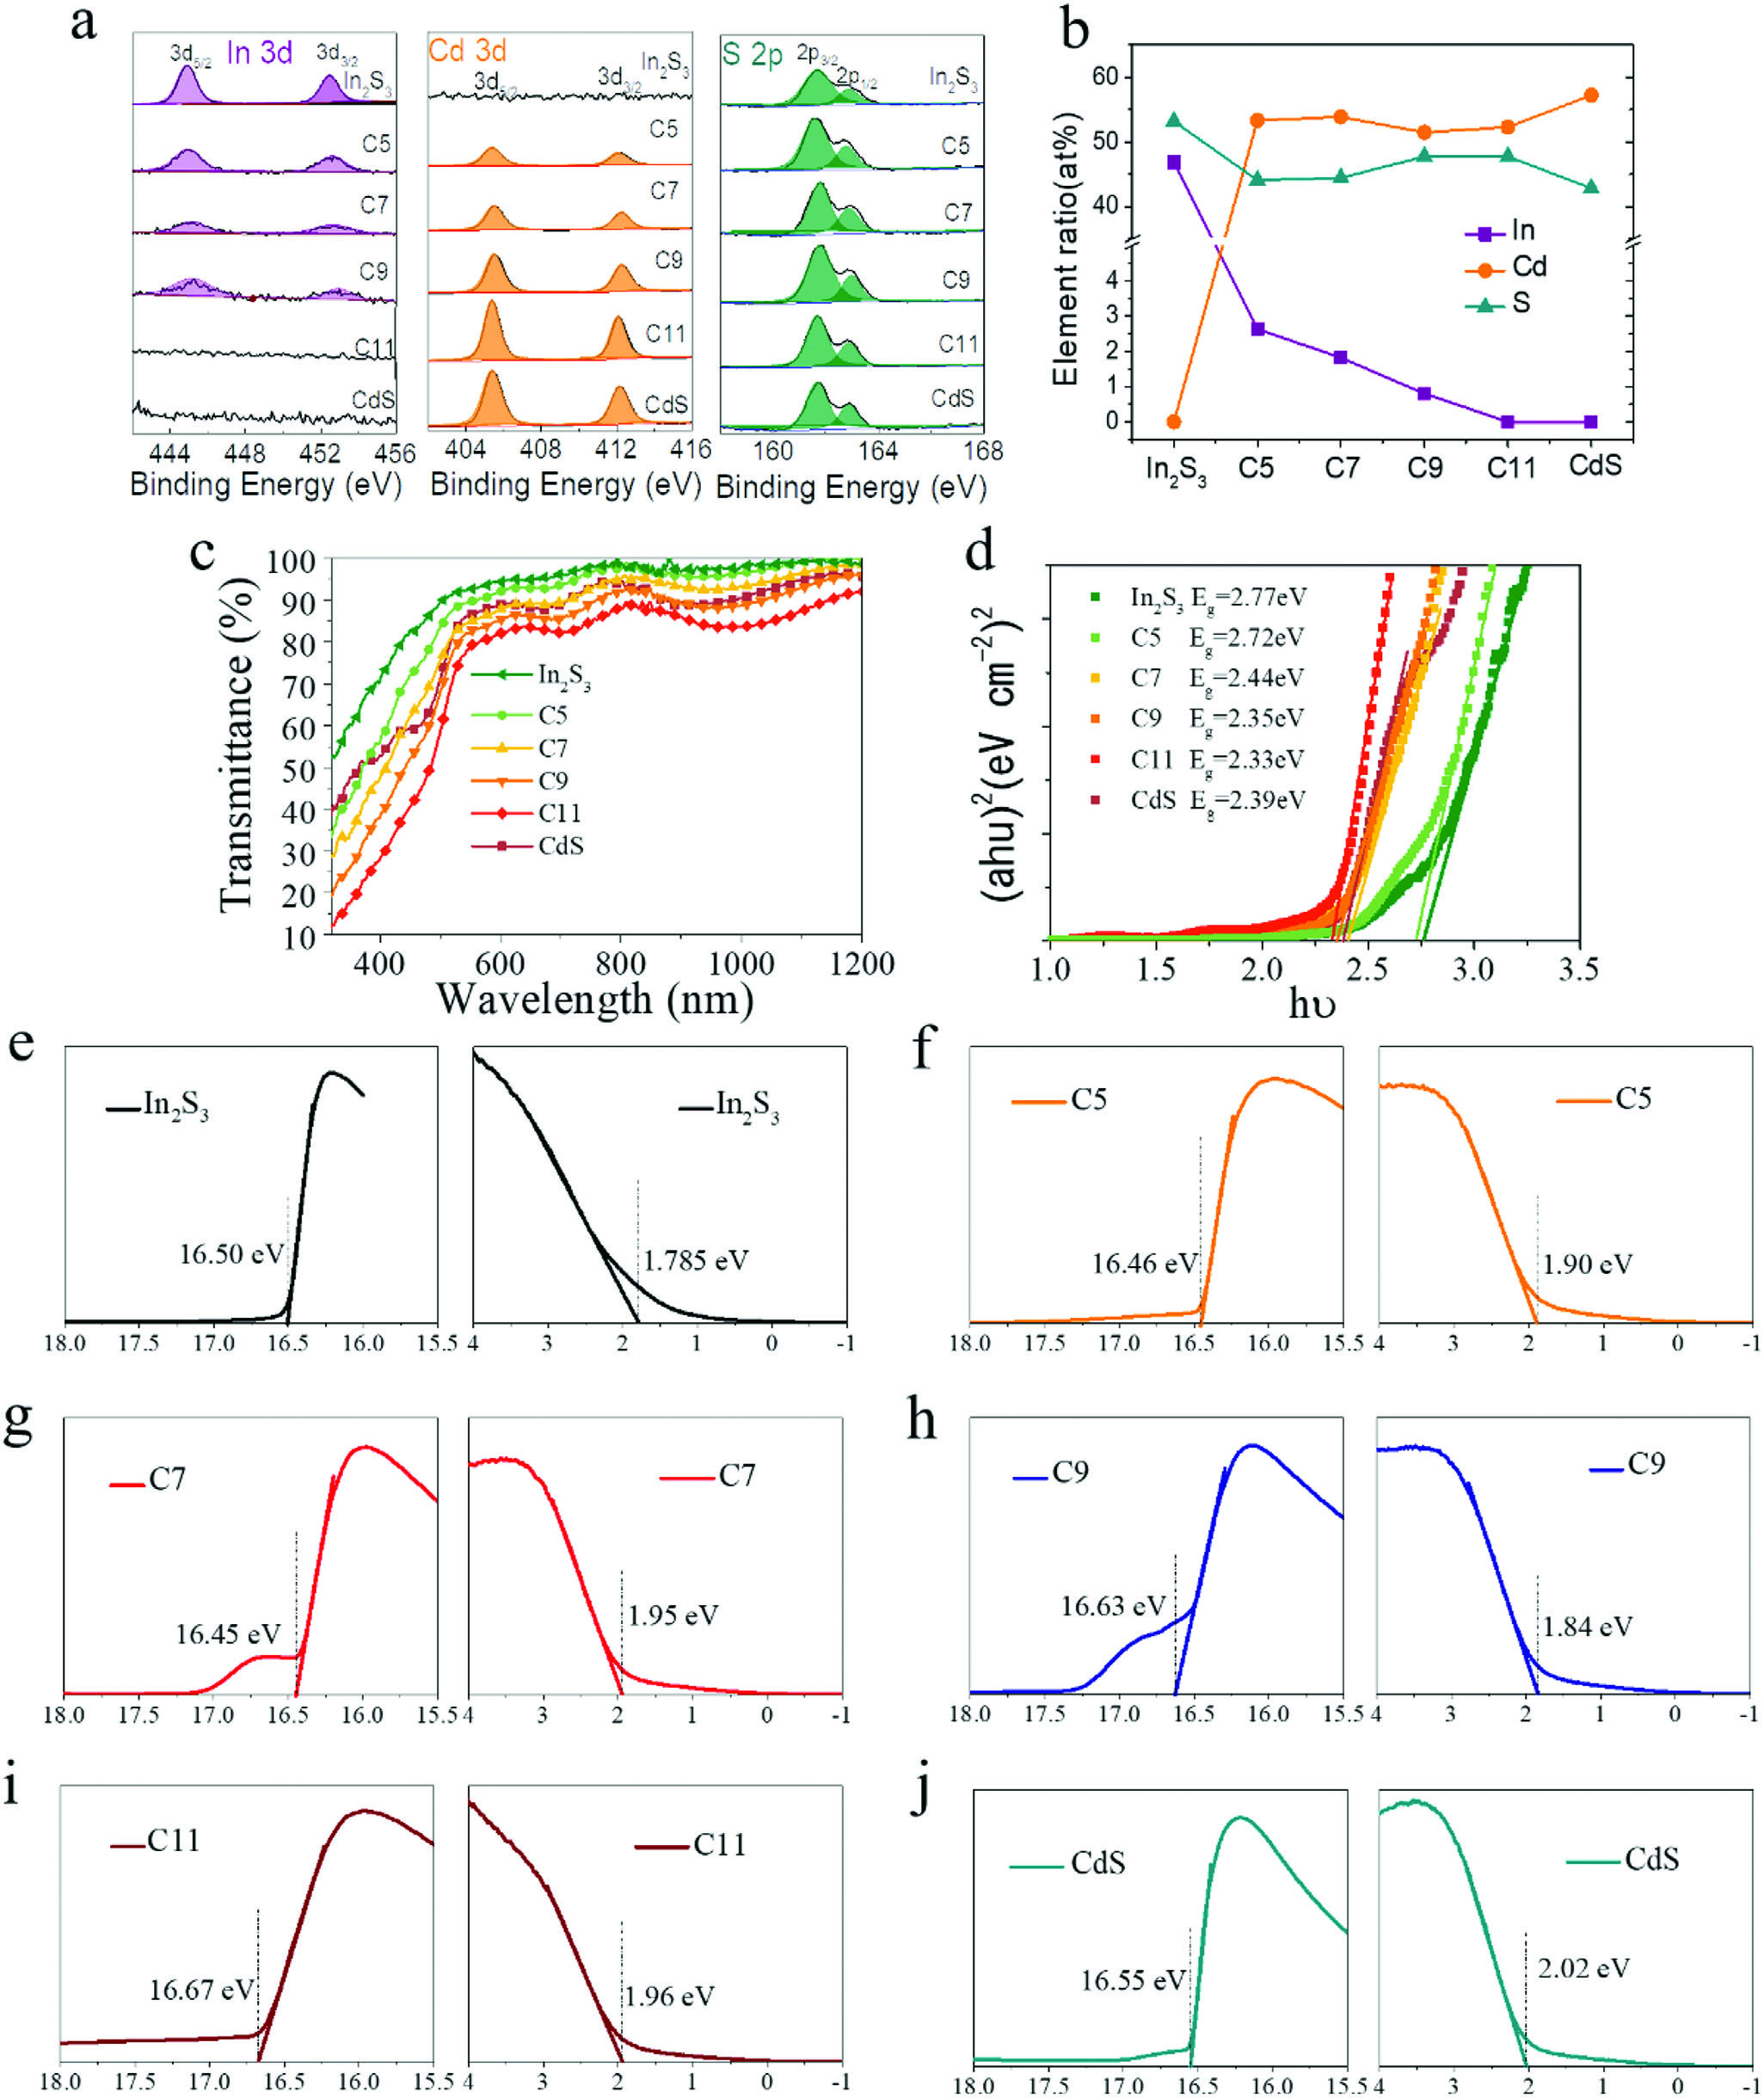 a
In 3d
3d5/2
3d3/2
In2S3
C5
C7
C9
C11
CdS
444 448 452 456
Binding Energy (eV)
Cd 3d
3d5/2
3d3/2
In2S3
C5
C7
C9
C11
CdS
404 408 412 416
Binding Energy (eV)
S 2p
2p3/2
2p1/2
In2S3
C5
C7
C9
C11
CdS
160 164 168
Binding Energy (eV)
b
Element ratio(at%)
60
50
40
4
3
2
1
0
In
Cd
S
In2S3 C5 C7 C9 C11 CdS
c
Transmittance (%)
100
90
80
70
60
50
40
30
20
10
In2S3
C5
C7
C9
C11
CdS
400 600 800 1000 1200
Wavelength (nm)
d
(ahυ)²(eV cm⁻²)²
In2S3 Eg=2.77eV
C5 Eg=2.72eV
C7 Eg=2.44eV
C9 Eg=2.35eV
C11 Eg=2.33eV
CdS Eg=2.39eV
1.0 1.5 2.0 2.5 3.0 3.5
hυ
e
In2S3
16.50 eV
18.0 17.5 17.0 16.5 16.0 15.5
In2S3
1.785 eV
4 3 2 1 0 -1
f
C5
16.46 eV
18.0 17.5 17.0 16.5 16.0 15.5
C5
1.90 eV
4 3 2 1 0 -1
g
C7
16.45 eV
18.0 17.5 17.0 16.5 16.0 15.5
C7
1.95 eV
4 3 2 1 0 -1
h
C9
16.63 eV
18.0 17.5 17.0 16.5 16.0 15.5
C9
1.84 eV
4 3 2 1 0 -1
i
C11
16.67 eV
18.0 17.5 17.0 16.5 16.0 15.5
C11
1.96 eV
4 3 2 1 0 -1
j
CdS
16.55 eV
18.0 17.5 17.0 16.5 16.0 15.5
CdS
2.02 eV
4 3 2 1 0 -1